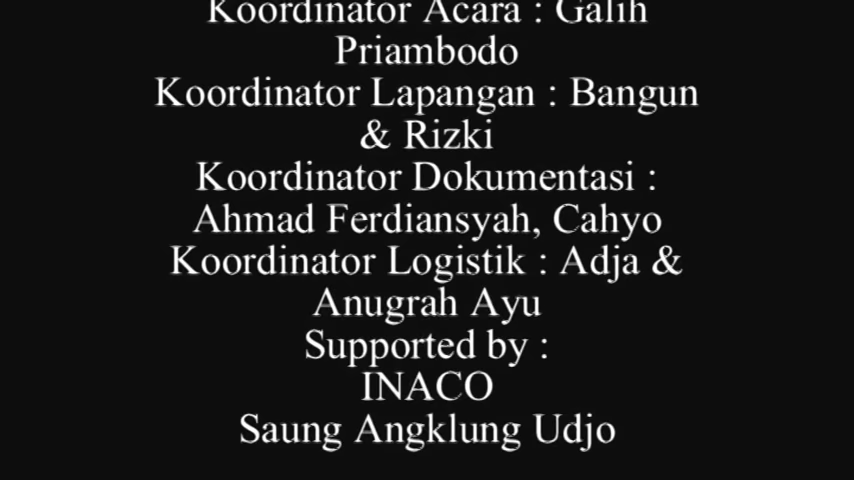 Koordinator Acara : Galih
Priambodo
Koordinator Lapangan : Bangun
& Rizki
Koordinator Dokumentasi :
Ahmad Ferdiansyah, Cahyo
Koordinator Logistik : Adja &
Anugrah Ayu
Supported by :
INACO
Saung Angklung Udjo